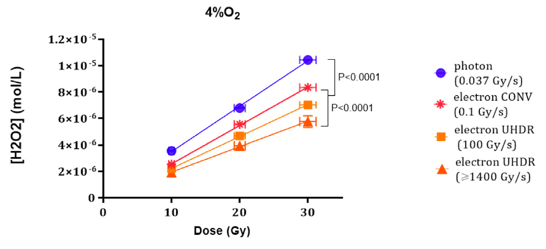 4%O₂
[H2O2] (mol/L)
1.2×10⁻⁵
1×10⁻⁵
8×10⁻⁶
6×10⁻⁶
4×10⁻⁶
2×10⁻⁶
0
0 10 20 30
Dose (Gy)
P<0.0001
P<0.0001
photon
(0.037 Gy/s)
electron CONV
(0.1 Gy/s)
electron UHDR
(100 Gy/s)
electron UHDR
(⩾1400 Gy/s)